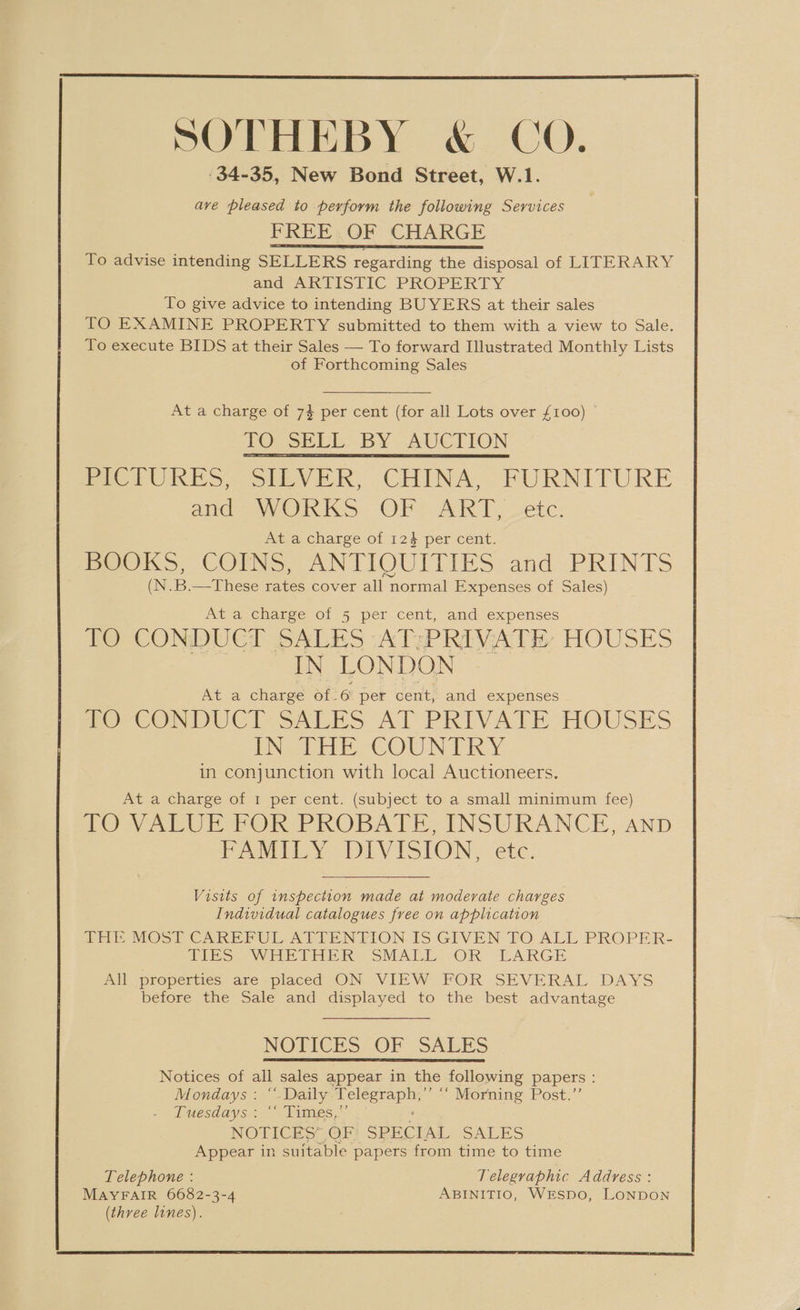 SOTHEBY & CO.
34-35, New Bond Street, W.1.
are pleased to perform the following Services
FREE OF CHARGE
To advise intending SELLERS regarding the disposal of LITERARY
and ARTISTIC PROPERTY
To give advice to intending BUYERS at their sales
TO EXAMINE PROPERTY submitted to them with a view to Sale.
To execute BIDS at their Sales — To forward Illustrated Monthly Lists
of Forthcoming Sales
At a charge of 7½ per cent (for all Lots over £100)
TO SELL BY AUCTION
PICTURES, SILVER, CHINA, FURNITURE
and WORKS OF ART, etc.
At a charge of 12½ per cent.
BOOKS, COINS, ANTIQUITIES and PRINTS
(N.B.—These rates cover all normal Expenses of Sales)
At a charge of 5 per cent, and expenses
TO CONDUCT SALES AT PRIVATE HOUSES
IN LONDON
At a charge of 6 per cent, and expenses
TO CONDUCT SALES AT PRIVATE HOUSES
IN THE COUNTRY
in conjunction with local Auctioneers.
At a charge of 1 per cent. (subject to a small minimum fee)
TO VALUE FOR PROBATE, INSURANCE, AND
FAMILY DIVISION, etc.
Visits of inspection made at moderate charges
Individual catalogues free on application
THE MOST CAREFUL ATTENTION IS GIVEN TO ALL PROPER-
TIES WHETHER SMALL OR LARGE
All properties are placed ON VIEW FOR SEVERAL DAYS
before the Sale and displayed to the best advantage
NOTICES OF SALES
Notices of all sales appear in the following papers :
Mondays : “ Daily Telegraph,” “ Morning Post.”
Tuesdays : “ Times,”
NOTICES OF SPECIAL SALES
Appear in suitable papers from time to time
Telephone :
MAYFAIR 6682-3-4
(three lines).
Telegraphic Address :
ABINITIO, WESDO, LONDON